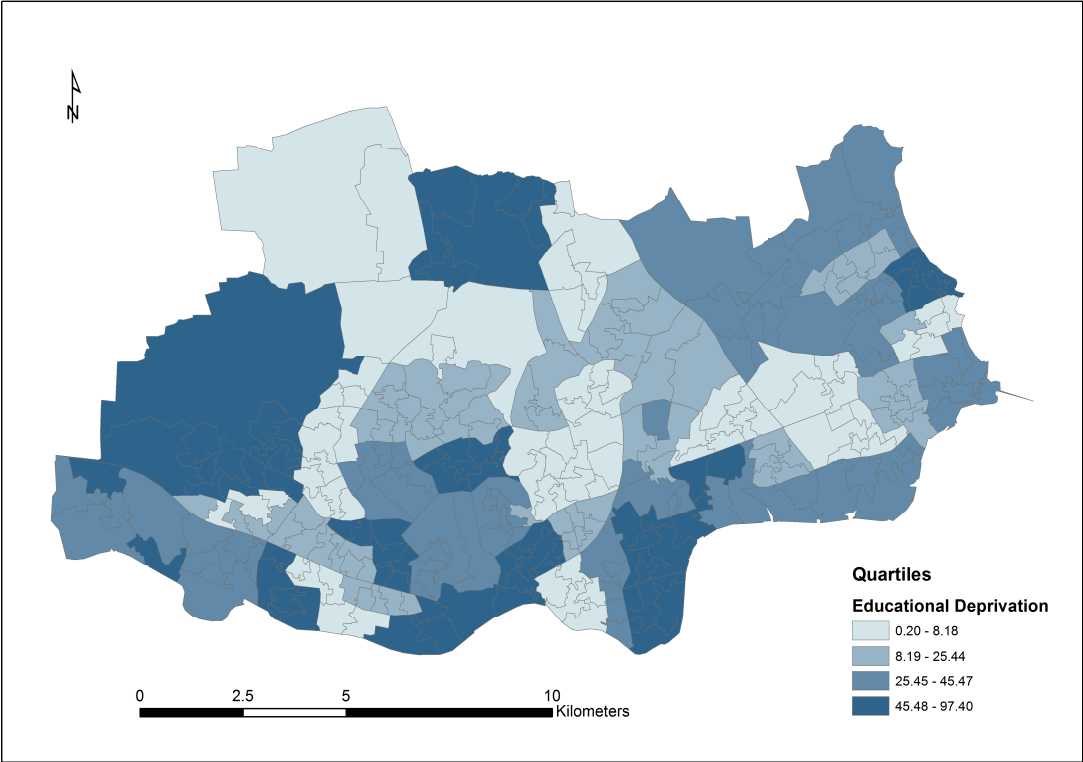 N
Quartiles
Educational Deprivation
0.20 - 8.18
8.19 - 25.44
25.45 - 45.47
45.48 - 97.40
0 2.5 5 10
Kilometers